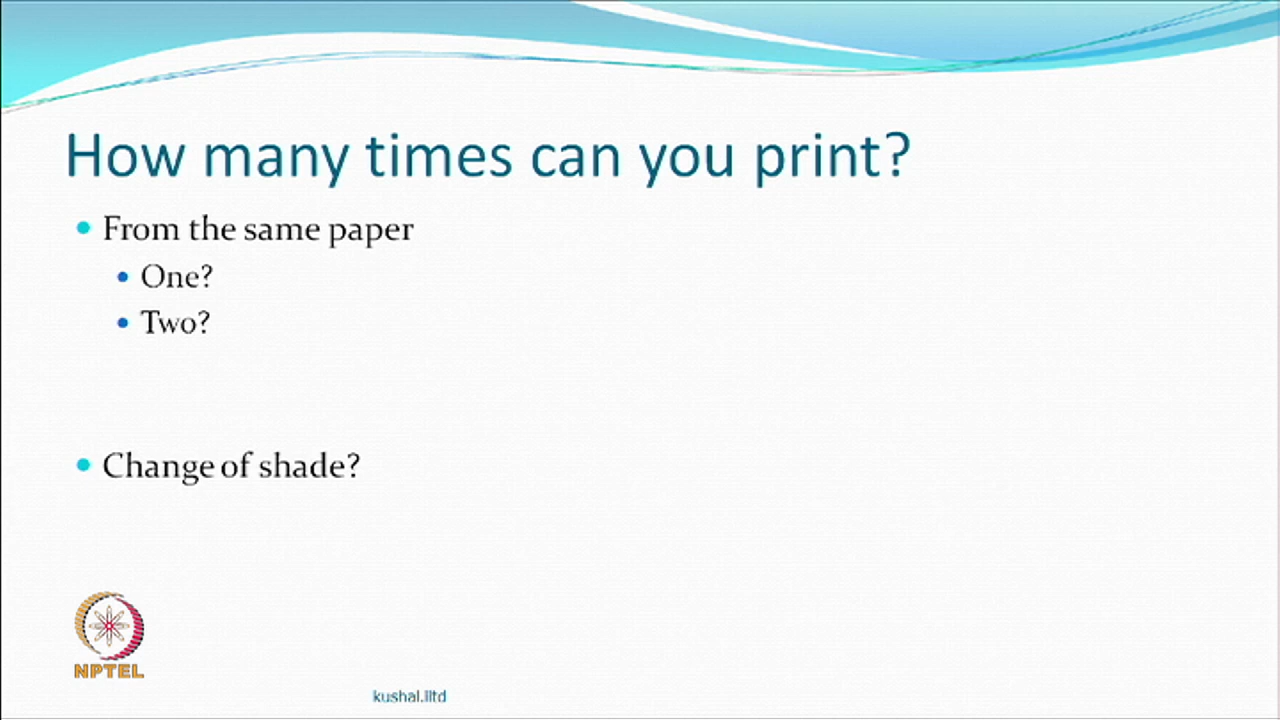 How many times can you print?
From the same paper
One?
Two?
Change of shade?
NPTEL
kushal.iitd